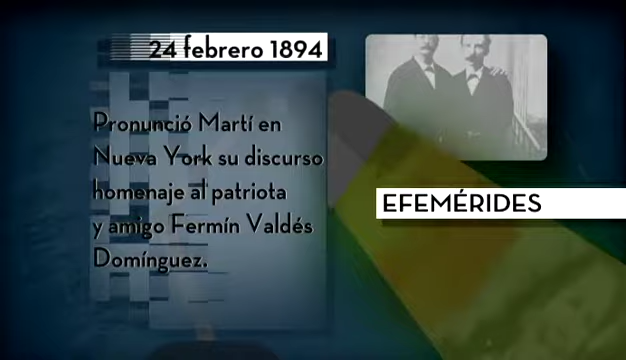 24 febrero 1894
Pronunció Martí en
Nueva York su discurso
homenaje al patriota
y amigo Fermín Valdés
Domínguez.
EFEMÉRIDES